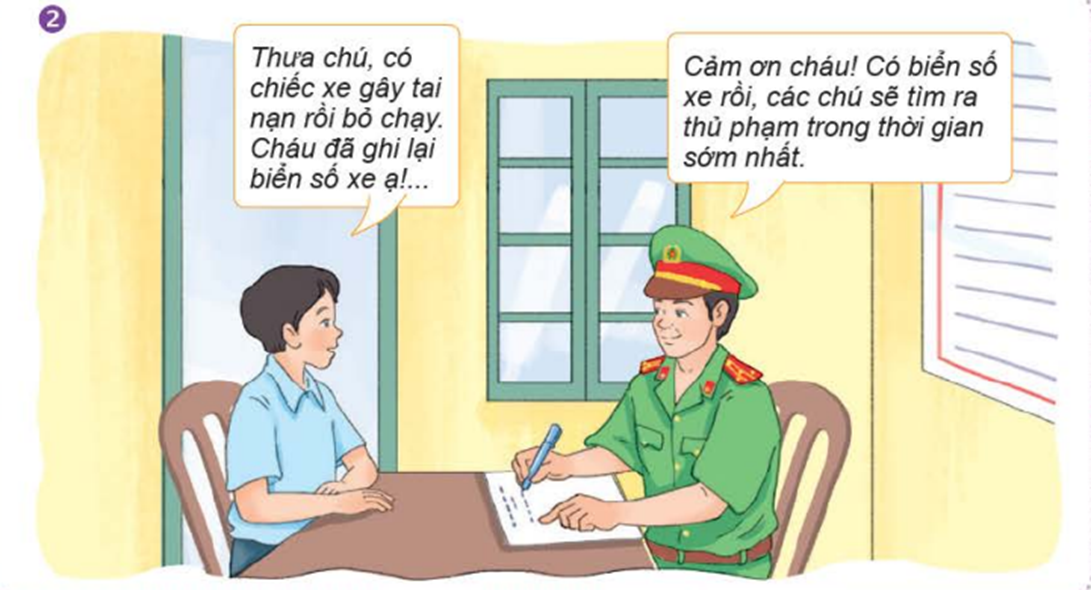 2
Thưa chú, có
chiếc xe gây tai
nạn rồi bỏ chạy.
Cháu đã ghi lại
biển số xe ạ!...
Cảm ơn cháu! Có biển số
xe rồi, các chú sẽ tìm ra
thủ phạm trong thời gian
sớm nhất.